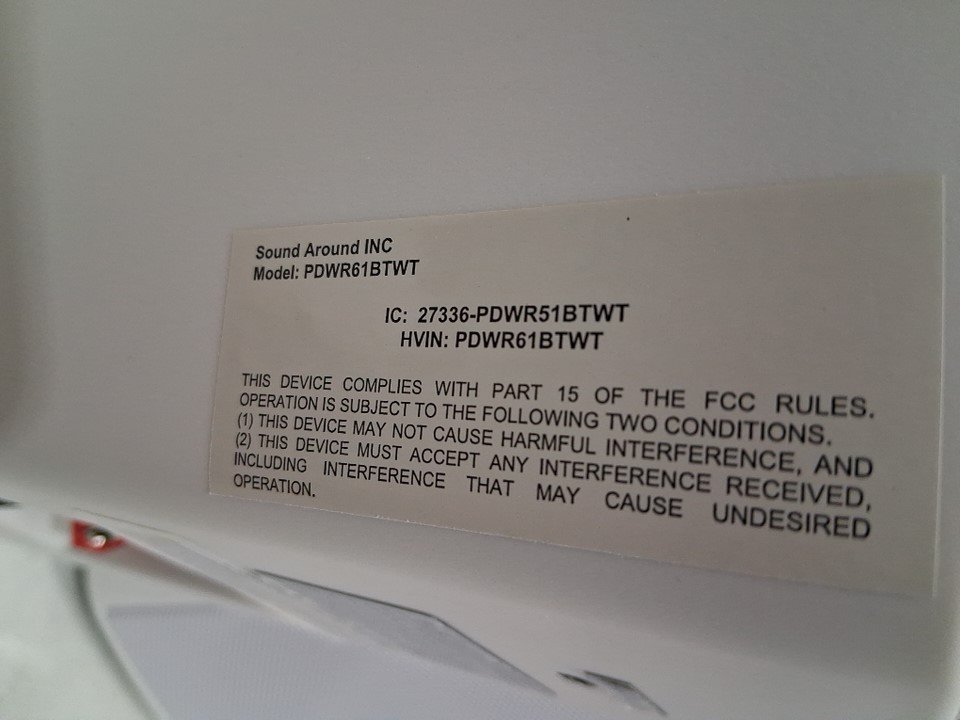 Sound Around INC
Model: PDWR61BTWT
IC: 27336-PDWR51BTWT
HVIN: PDWR61BTWT
THIS DEVICE COMPLIES WITH PART 15 OF THE FCC RULES.
OPERATION IS SUBJECT TO THE FOLLOWING TWO CONDITIONS.
(1) THIS DEVICE MAY NOT CAUSE HARMFUL INTERFERENCE, AND
(2) THIS DEVICE MUST ACCEPT ANY INTERFERENCE RECEIVED,
INCLUDING INTERFERENCE THAT MAY CAUSE UNDESIRED
OPERATION.